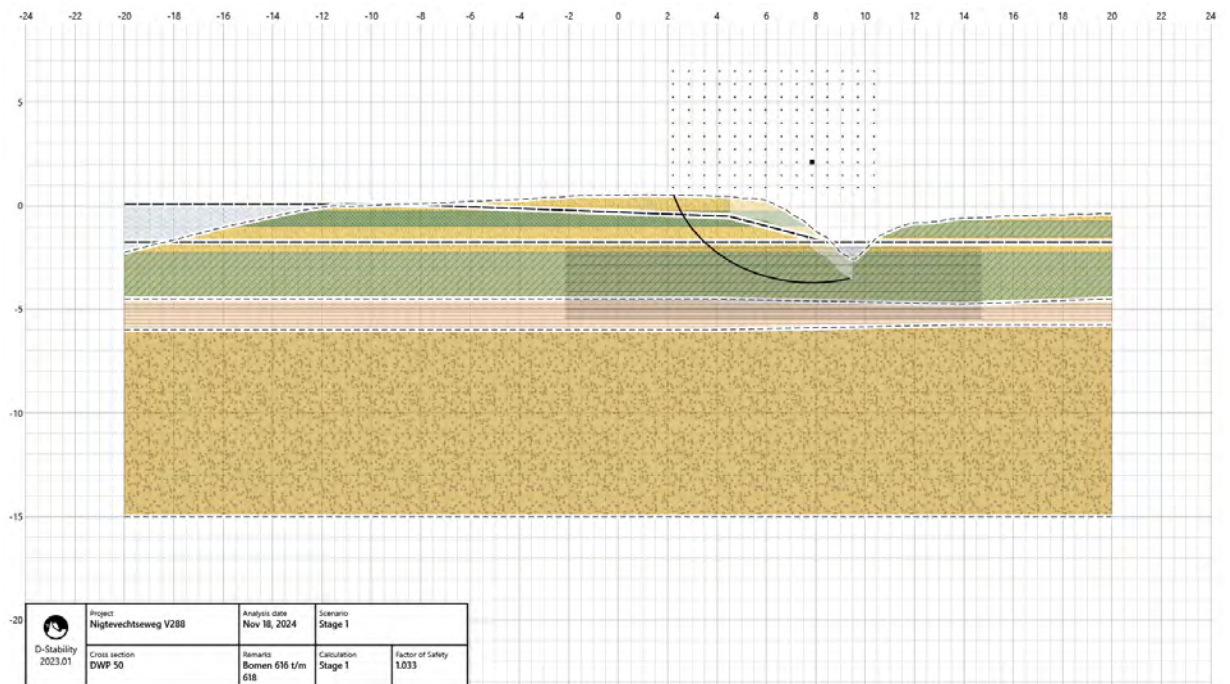 -24 -22 -20 -18 -16 -14 -12 -10 -8 -6 -4 -2 0 2 4 6 8 10 12 14 16 18 20 22 24
5
0
-5
-10
-15
-20
D-Stability
2023.01
Project
Nigtevechtseweg V288
Analysis date
Nov 18, 2024
Scenario
Stage 1
Cross section
DWP 50
Remarks
Bomen 616 t/m
618
Calculation
Stage 1
Factor of Safety
1.033